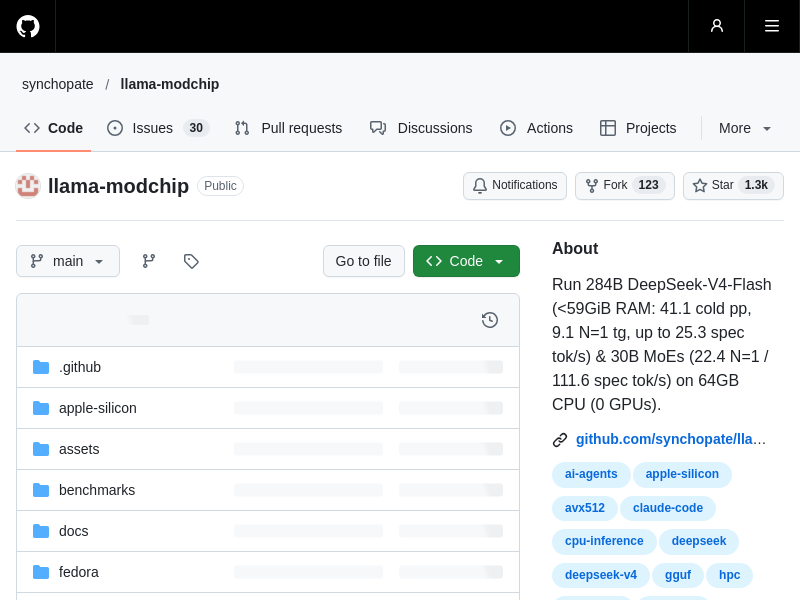 synchopate / llama-modchip
Code Issues 30 Pull requests Discussions Actions Projects More
llama-modchip Public Notifications Fork 123 Star 1.3k
main Go to file Code
.github
apple-silicon
assets
benchmarks
docs
fedora
About
Run 284B DeepSeek-V4-Flash
(<59GiB RAM: 41.1 cold pp,
9.1 N=1 tg, up to 25.3 spec
tok/s) & 30B MoEs (22.4 N=1 /
111.6 spec tok/s) on 64GB
CPU (0 GPUs).
github.com/synchopate/lla…
ai-agents apple-silicon
avx512 claude-code
cpu-inference deepseek
deepseek-v4 gguf hpc